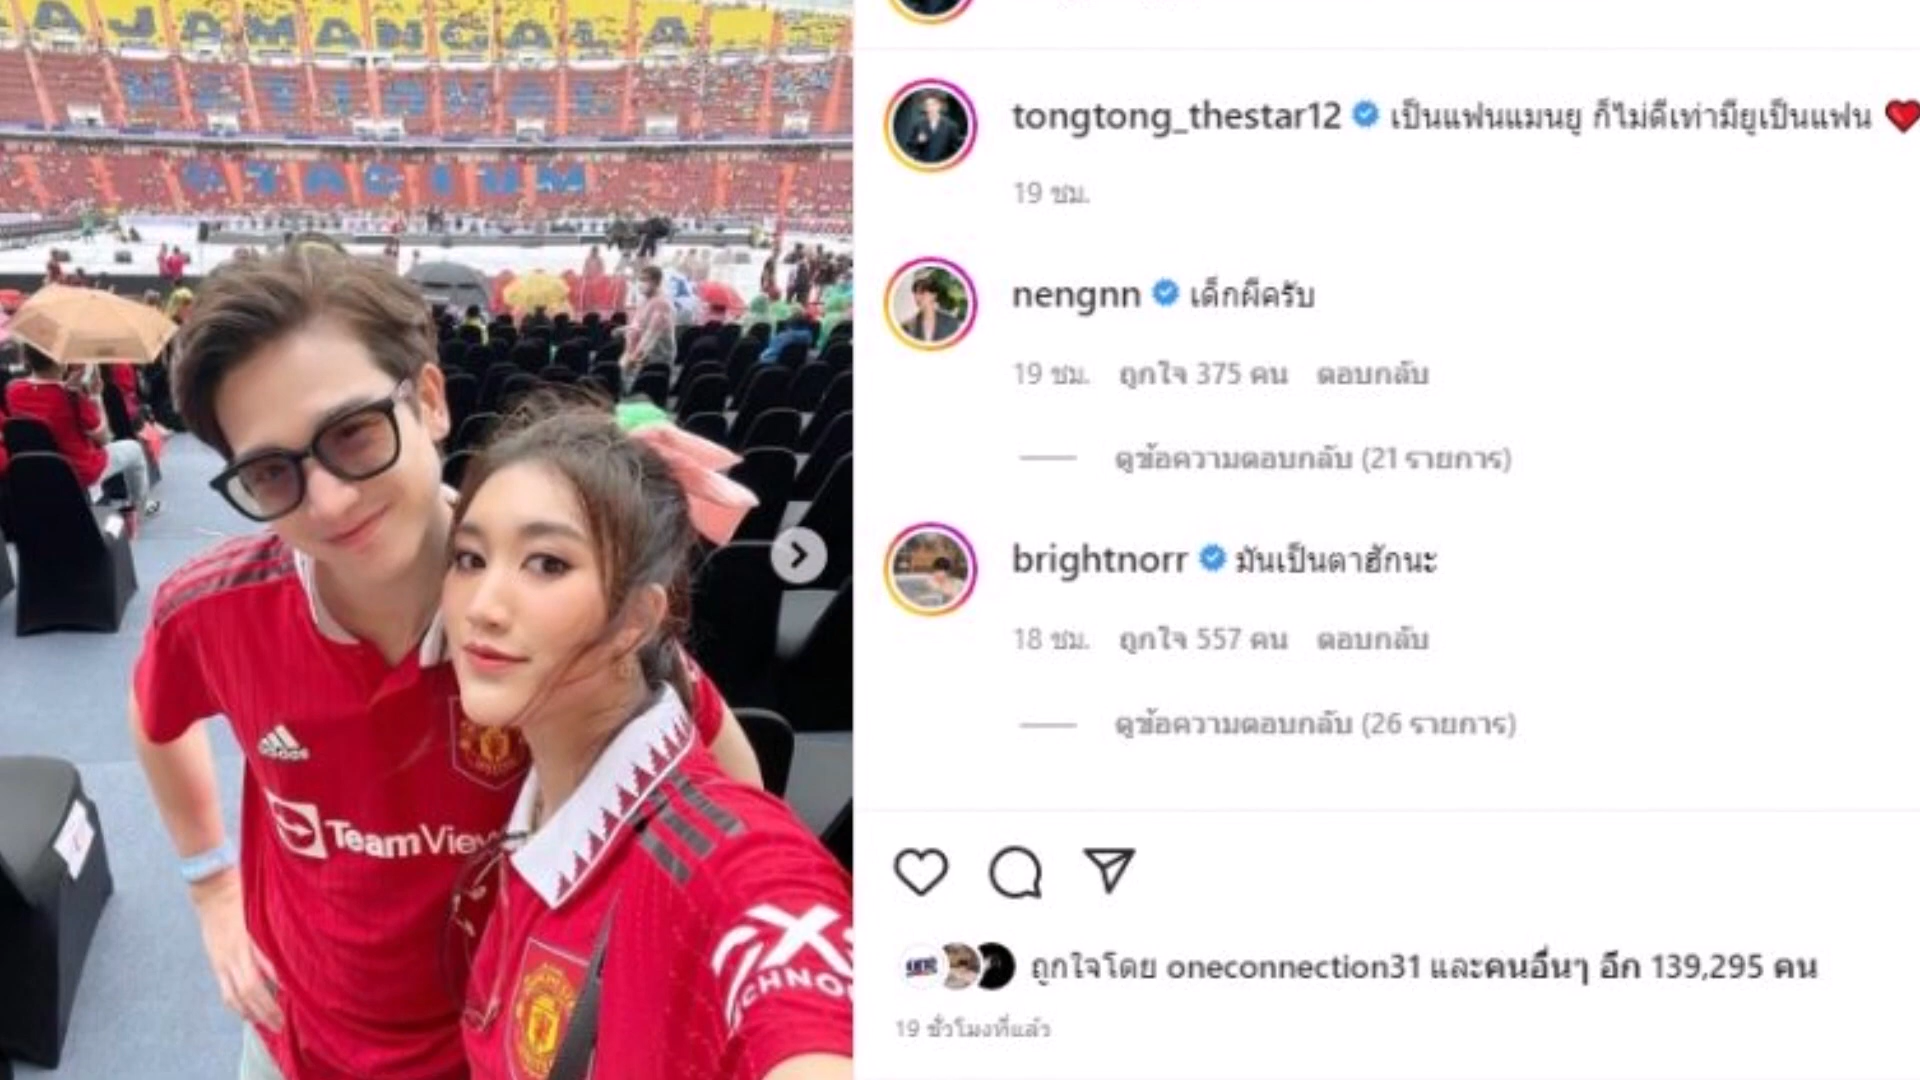 AJAMANGALA
NATIONAL
STADIUM
adidas
TeamView
CHNO
tongtong_thestar12 เป็นแฟนแมนยู ก็ไม่ดีเท่ามียูเป็นแฟน
19 ชม.
nengnn เด็กผีครับ
19 ชม. ถูกใจ 375 คน ตอบกลับ
ดูข้อความตอบกลับ (21 รายการ)
brightnorr มันเป็นตาฮักนะ
18 ชม. ถูกใจ 557 คน ตอบกลับ
ดูข้อความตอบกลับ (26 รายการ)
ถูกใจโดย oneconnection31 และคนอื่นๆ อีก 139,295 คน
19 ชั่วโมงที่แล้ว